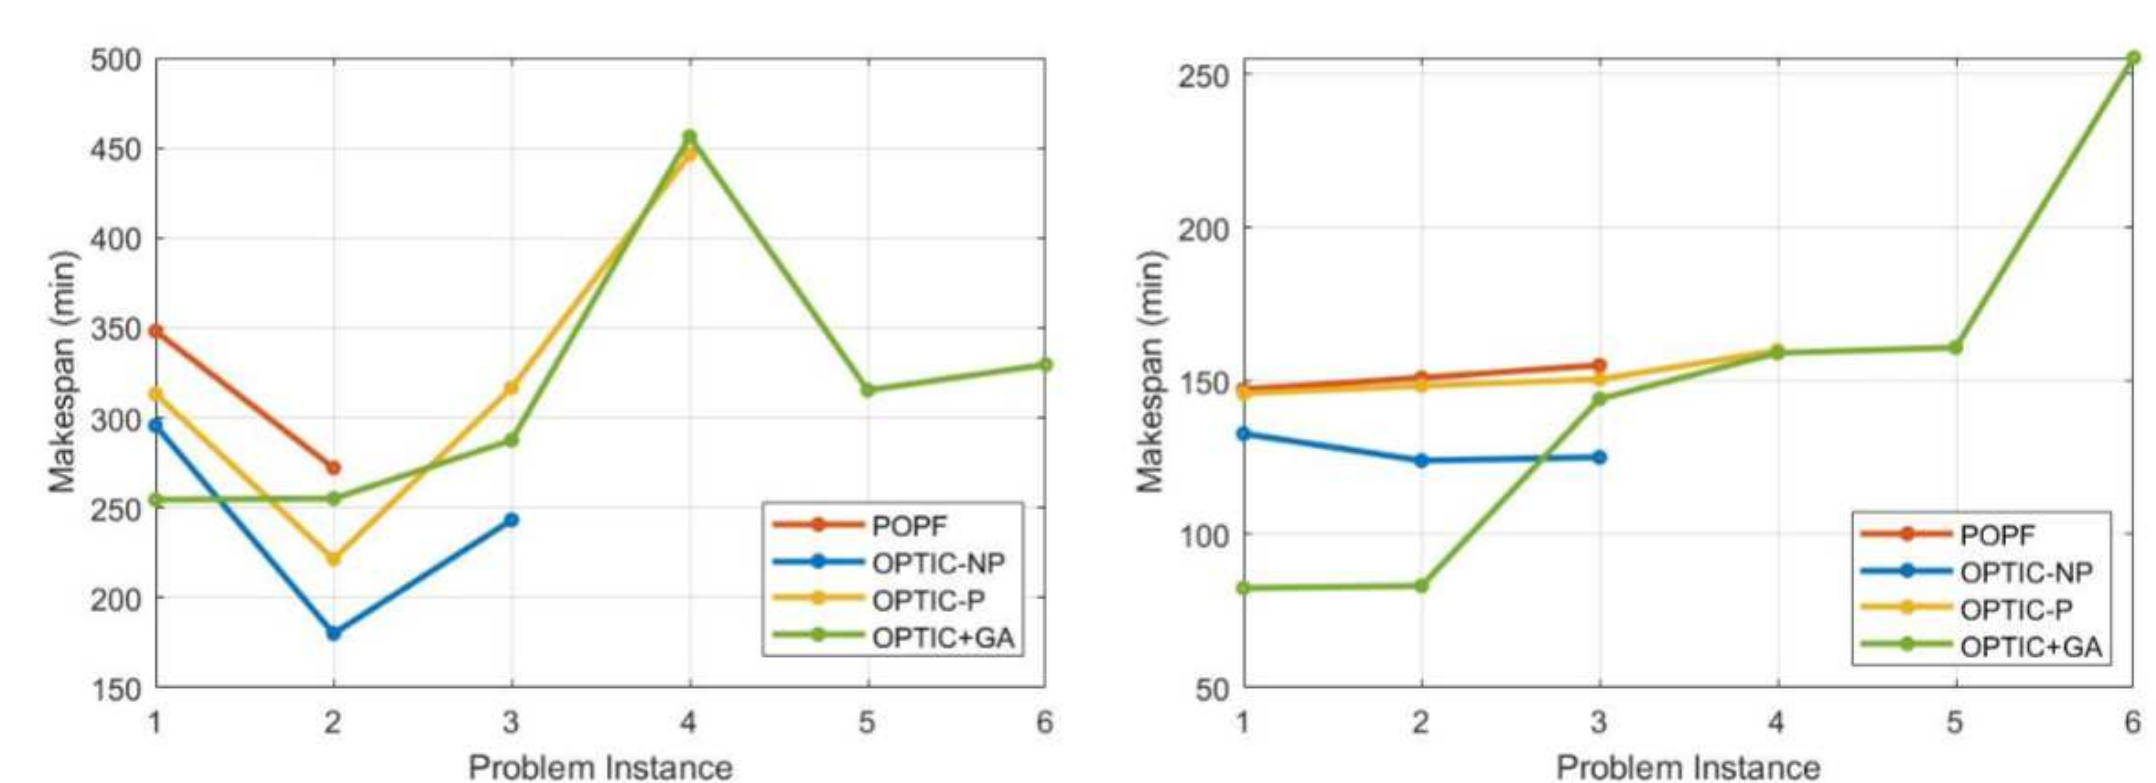 500
450
400
350
300
250
200
150
Makespan (min)
1 2 3 4 5 6
Problem Instance
POPF
OPTIC-NP
OPTIC-P
OPTIC+GA
250
200
150
100
50
Makespan (min)
1 2 3 4 5 6
Problem Instance
POPF
OPTIC-NP
OPTIC-P
OPTIC+GA